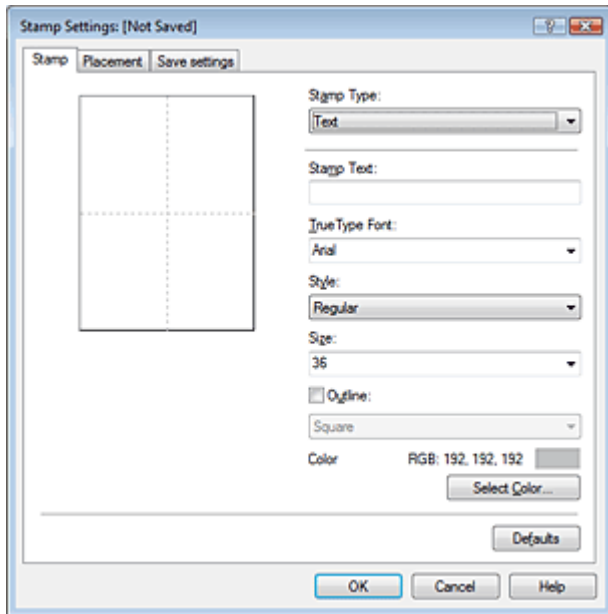 Stamp Settings: [Not Saved]
Stamp Placement Save settings
Stamp Type:
Text
Stamp Text:
TrueType Font:
Arial
Style:
Regular
Size:
36
Outline:
Square
Color RGB: 192, 192, 192
Select Color...
Defaults
OK Cancel Help